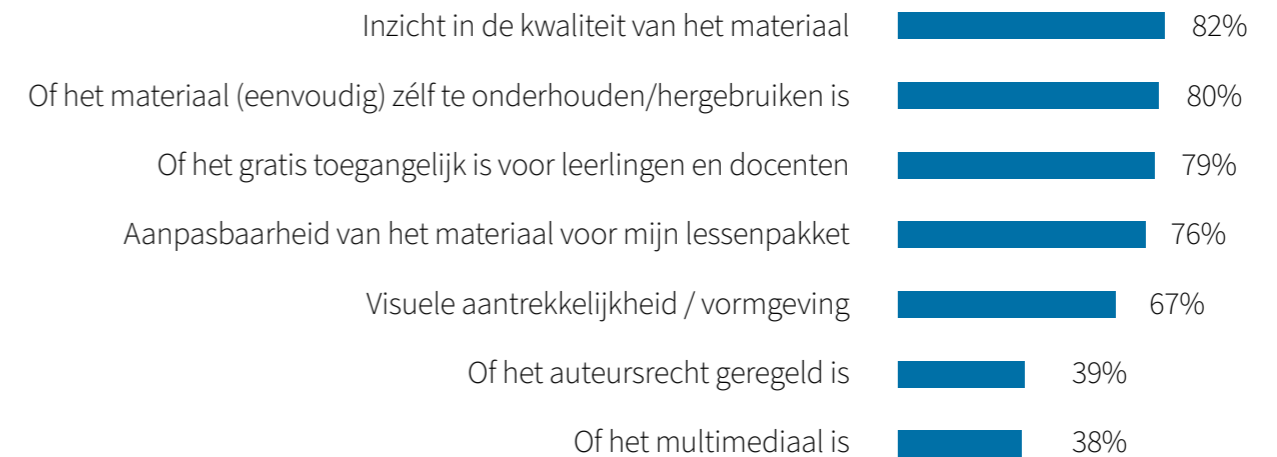 Inzicht in de kwaliteit van het materiaal 82%
Of het materiaal (eenvoudig) zélf te onderhouden/hergebruiken is 80%
Of het gratis toegangelijk is voor leerlingen en docenten 79%
Aanpasbaarheid van het materiaal voor mijn lessenpakket 76%
Visuele aantrekkelijkheid / vormgeving 67%
Of het auteursrecht geregeld is 39%
Of het multimediaal is 38%